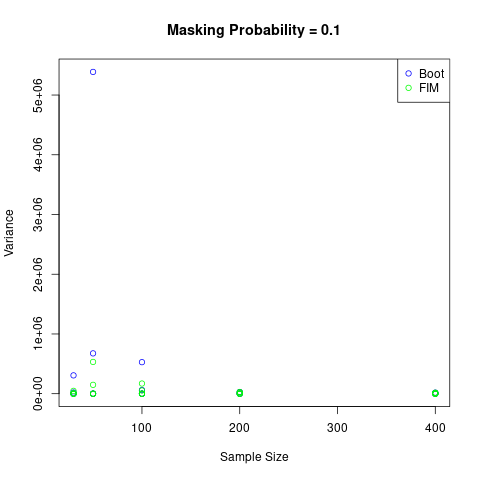 Masking Probability = 0.1
Boot
FIM
Variance
5e+06
4e+06
3e+06
2e+06
1e+06
0e+00
100
200
300
400
Sample Size